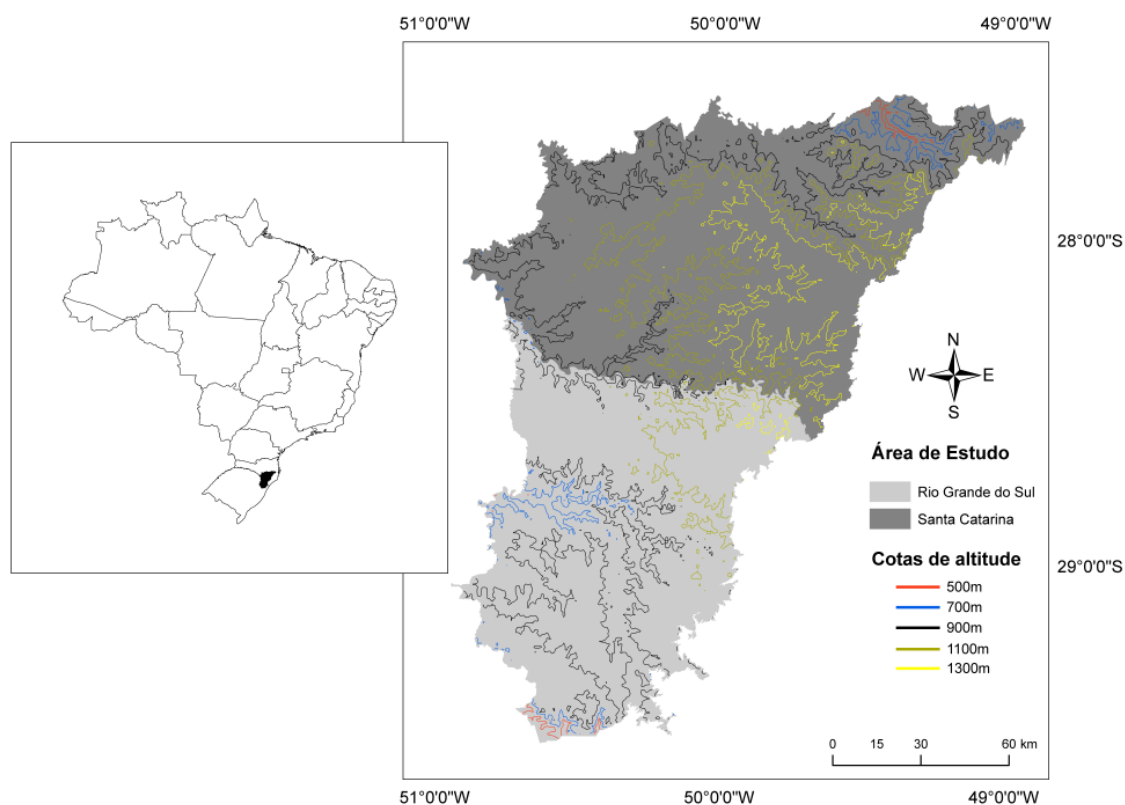 51°0'0"W 50°0'0"W 49°0'0"W
28°0'0"S
N
W E
S
Área de Estudo
Rio Grande do Sul
Santa Catarina
Cotas de altitude
29°0'0"S
500m
700m
900m
1100m
1300m
0 15 30 60 km
51°0'0"W 50°0'0"W 49°0'0"W